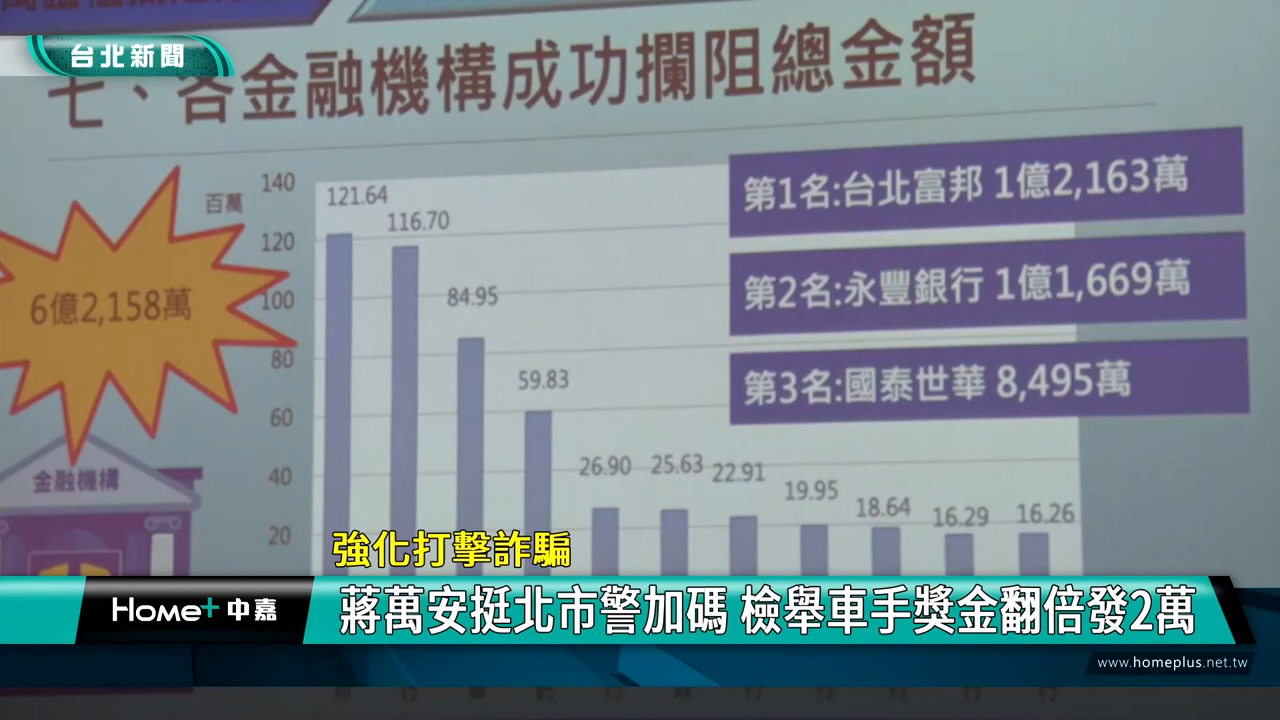 台北新聞
七、各金融機構成功攔阻總金額
6億2,158萬
金融機構
百萬
140
120
100
80
60
40
20
121.64
116.70
84.95
59.83
26.90
25.63
22.91
19.95
18.64
16.29
16.26
第1名:台北富邦 1億2,163萬
第2名:永豐銀行 1億1,669萬
第3名:國泰世華 8,495萬
強化打擊詐騙
Home+中嘉
蔣萬安挺北市警加碼 檢舉車手獎金翻倍發2萬
www.homeplus.net.tw